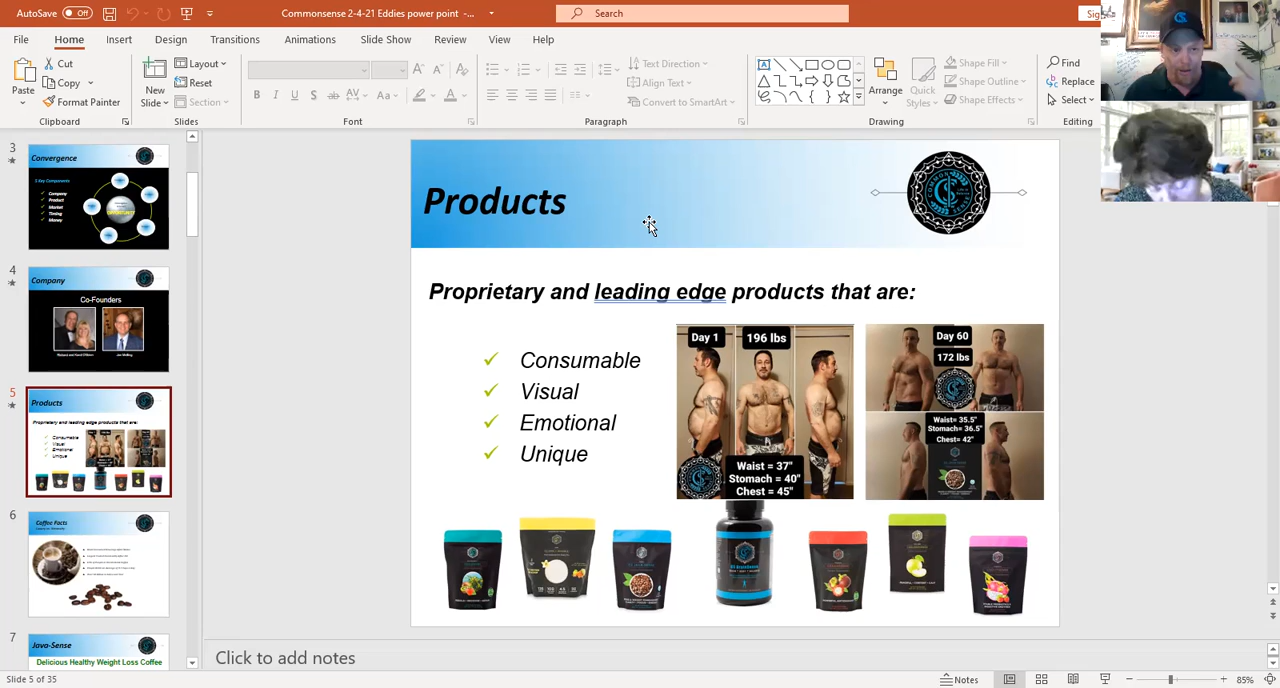 AutoSave Off
Commonsense 2-4-21 Eddies power point -...
Search
File Home Insert Design Transitions Animations Slide Show Review View Help
Paste
Cut
Copy
Format Painter
Clipboard
New
Slide
Layout
Reset
Section
Slides
B I U S ab AV Aa A
Font
Text Direction
Align Text
Convert to SmartArt
Paragraph
Arrange
Quick
Styles
Shape Fill
Shape Outline
Shape Effects
Drawing
Find
Replace
Select
Editing
3
Convergence
5 Key Components
Company
Product
Market
Timing
Money
4
Company
Co-Founders
5
Products
Proprietary and leading edge products that are:
Consumable
Visual
Emotional
Unique
6
Coffee Facts
7
Java-Sense
Delicious Healthy Weight Loss Coffee
Products
Proprietary and leading edge products that are:
Consumable
Visual
Emotional
Unique
Day 1
196 lbs
Waist = 37"
Stomach = 40"
Chest = 45"
Day 60
172 lbs
Waist= 35.5"
Stomach= 36.5"
Chest= 42"
Click to add notes
Slide 5 of 35
Notes
85%